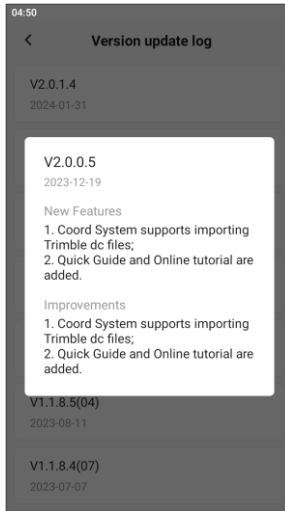 04:50
Version update log
V2.0.1.4
2024-01-31
V2.0.0.5
2023-12-19
New Features
1. Coord System supports importing
Trimble dc files;
2. Quick Guide and Online tutorial are
added.
Improvements
1. Coord System supports importing
Trimble dc files;
2. Quick Guide and Online tutorial are
added.
V1.1.8.5(04)
2023-08-11
V1.1.8.4(07)
2023-07-07